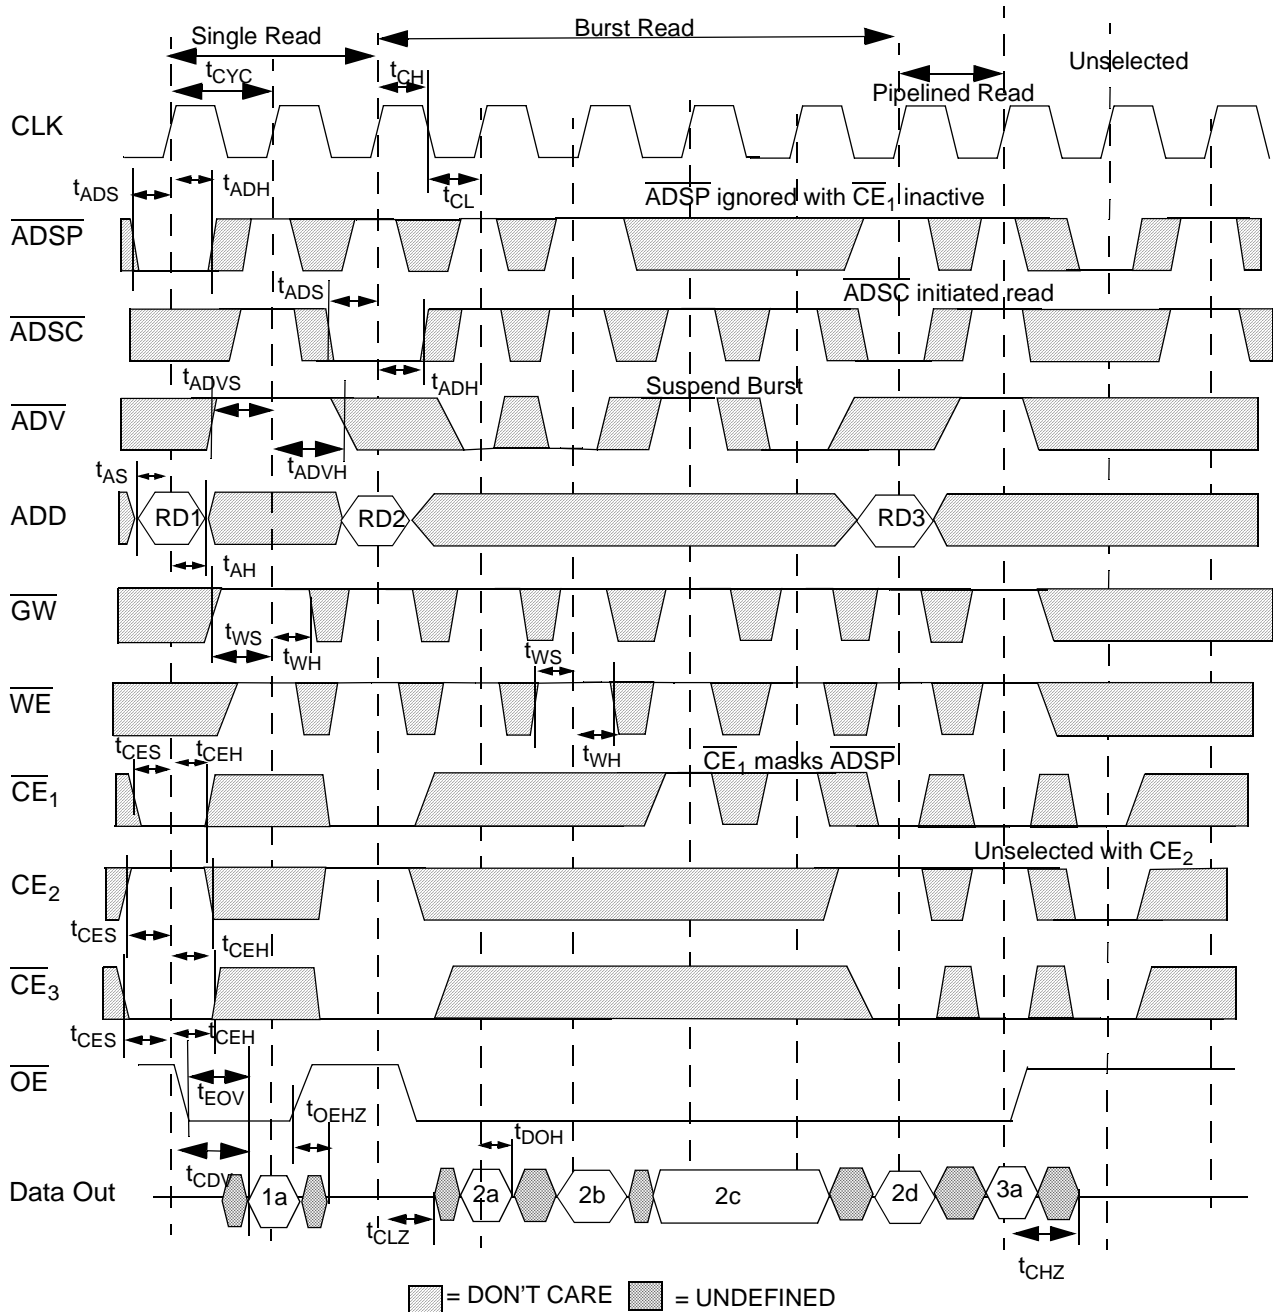 Single Read
Burst Read
Unselected
tCYC
tCH
Pipelined Read
CLK
tADS
tADH
tCL
ADSP ignored with CE1 inactive
ADSP
tADS
ADSC initiated read
ADSC
tADVS
tADH
Suspend Burst
ADV
tADVH
tAS
ADD
RD1
RD2
RD3
tAH
GW
tWS
tWH
tWS
WE
tCES
tCEH
tWH
CE1 masks ADSP
CE1
Unselected with CE2
CE2
tCES
tCEH
CE3
tCES
tCEH
OE
tEOV
tOEHZ
tDOH
tCDV
Data Out
1a
2a
2b
2c
2d
3a
tCLZ
tCHZ
= DON'T CARE
= UNDEFINED